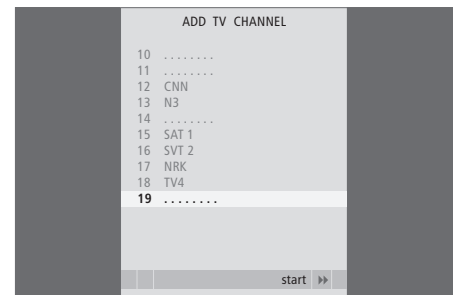 ADD TV CHANNEL
10 ........
11 ........
12 CNN
13 N3
14 ........
15 SAT 1
16 SVT 2
17 NRK
18 TV4
19 ........
start